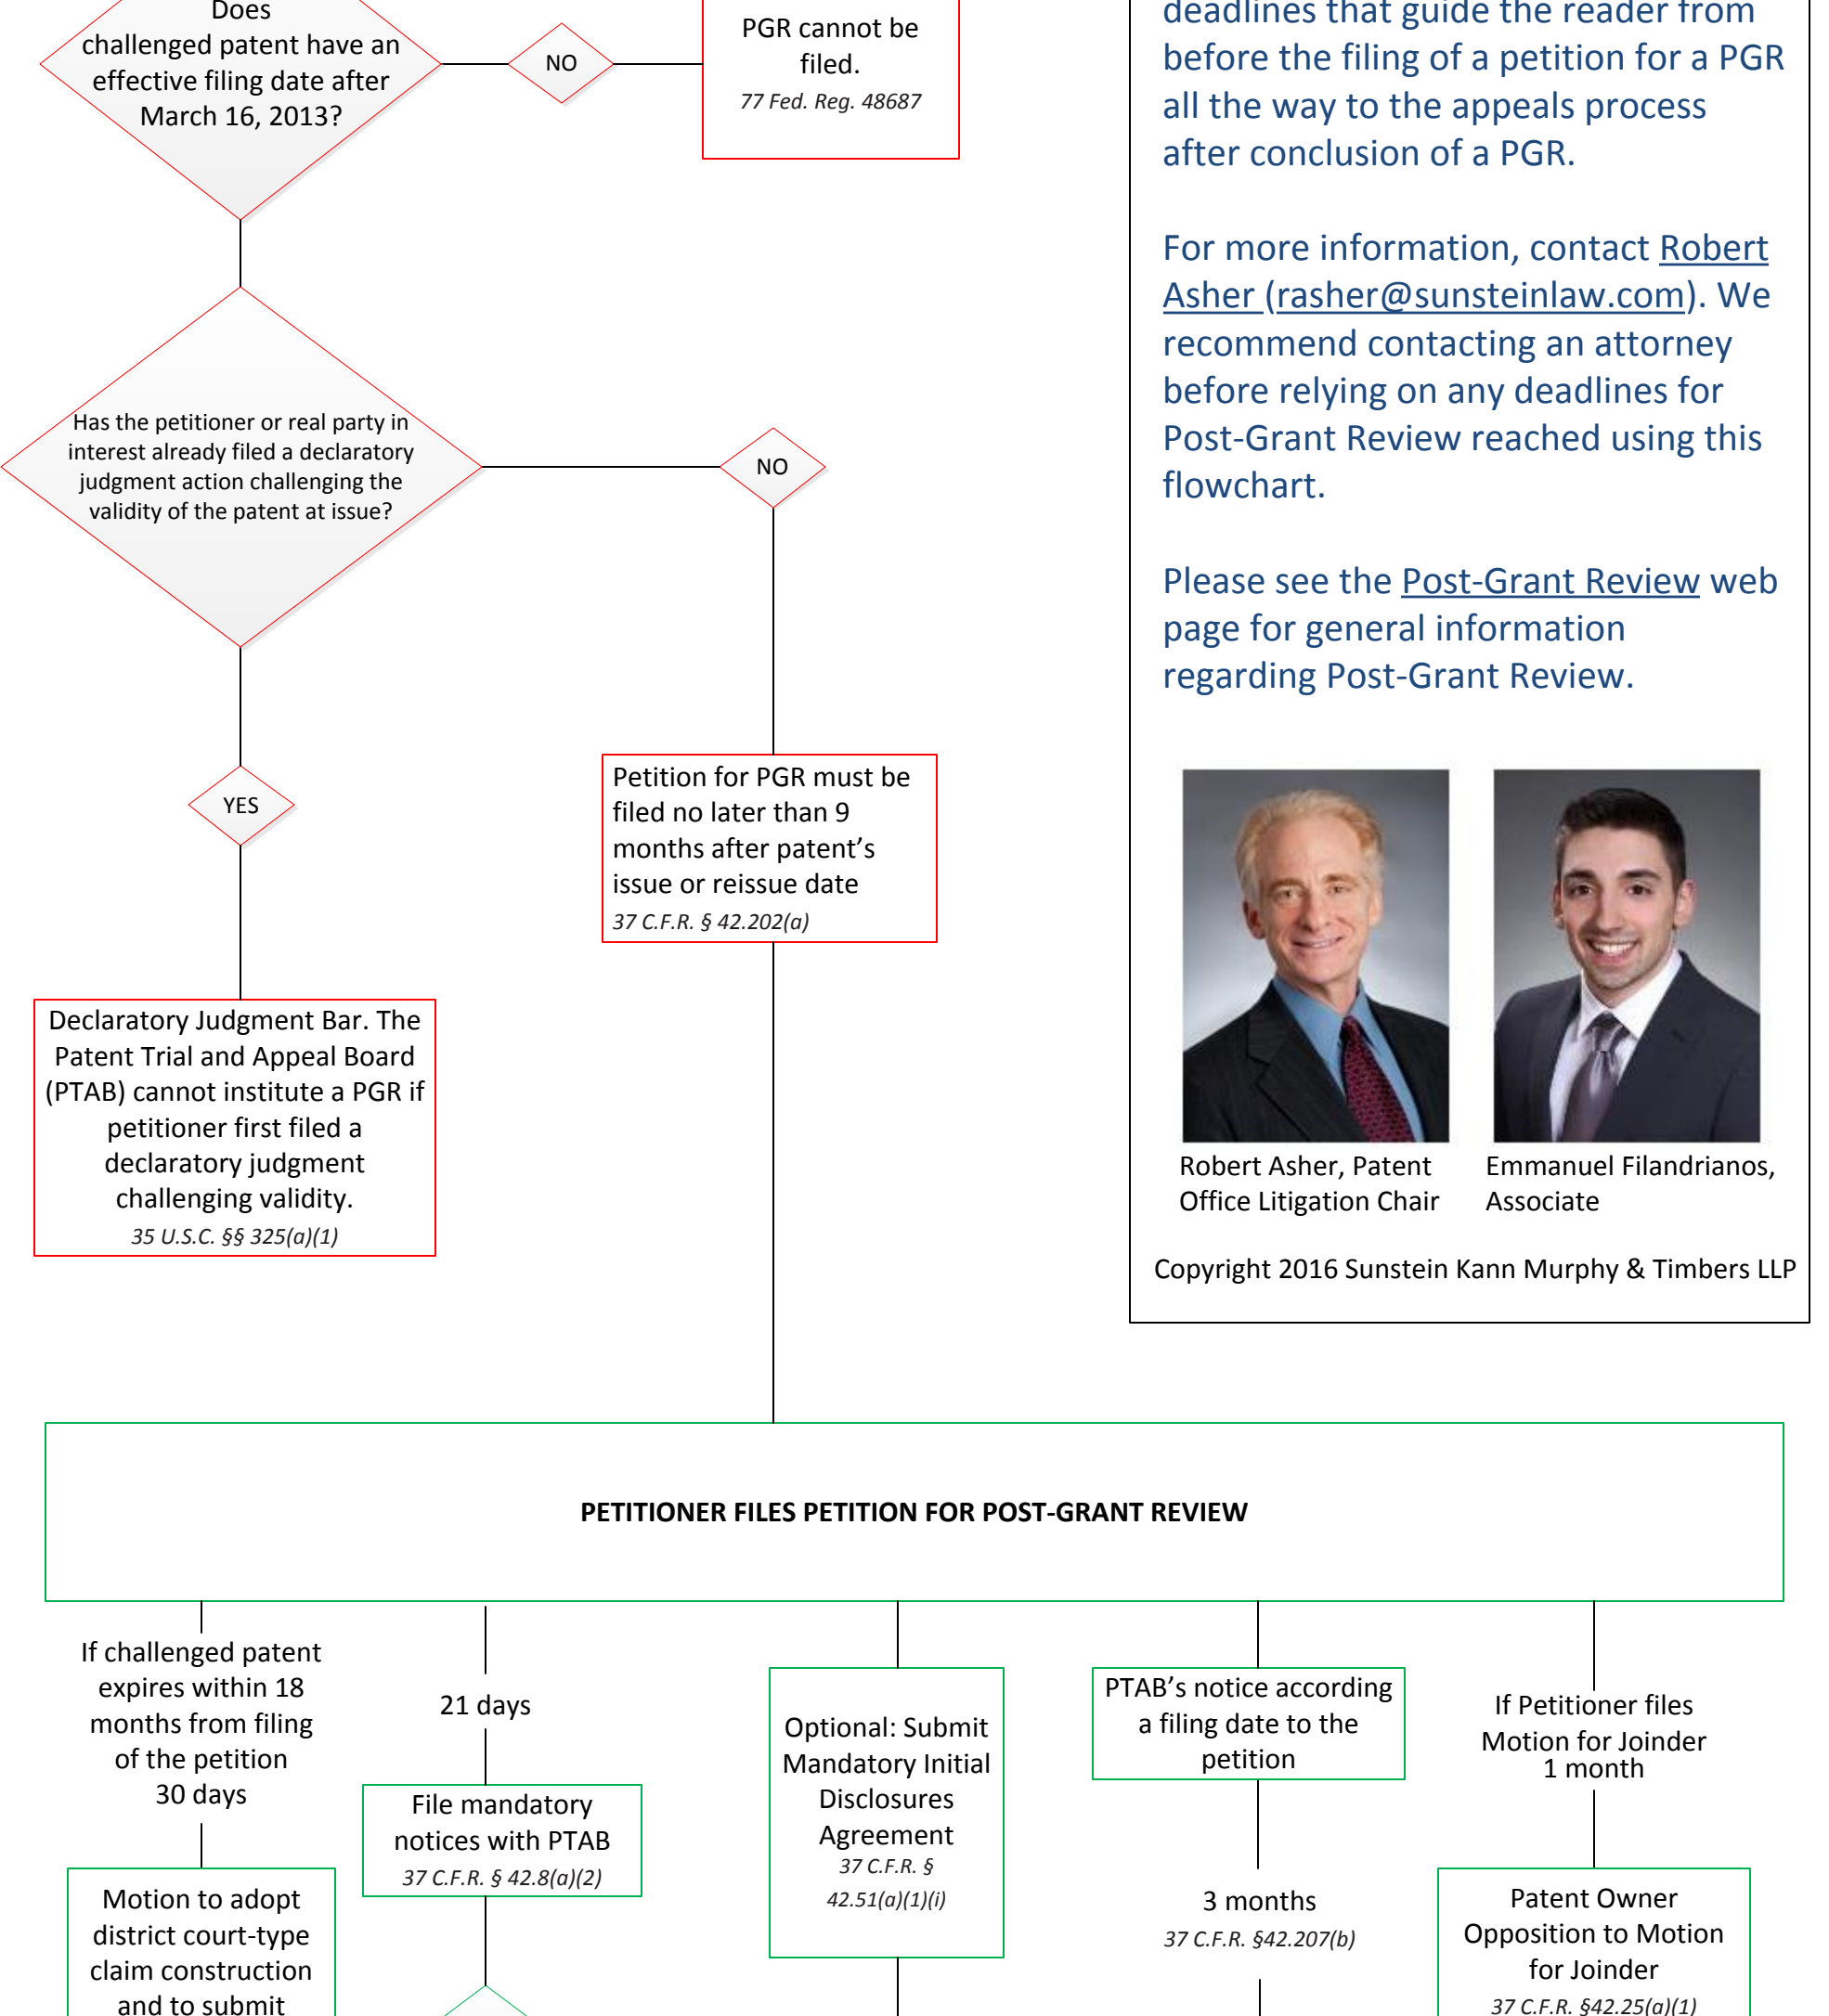 Does
challenged patent have an
effective filing date after
March 16, 2013?
NO
PGR cannot be
filed.
77 Fed. Reg. 48687
Has the petitioner or real party in
interest already filed a declaratory
judgment action challenging the
validity of the patent at issue?
NO
YES
Petition for PGR must be
filed no later than 9
months after patent’s
issue or reissue date
37 C.F.R. § 42.202(a)
Declaratory Judgment Bar. The
Patent Trial and Appeal Board
(PTAB) cannot institute a PGR if
petitioner first filed a
declaratory judgment
challenging validity.
35 U.S.C. §§ 325(a)(1)
deadlines that guide the reader from
before the filing of a petition for a PGR
all the way to the appeals process
after conclusion of a PGR.
For more information, contact Robert
Asher (rasher@sunsteinlaw.com). We
recommend contacting an attorney
before relying on any deadlines for
Post-Grant Review reached using this
flowchart.
Please see the Post-Grant Review web
page for general information
regarding Post-Grant Review.
Robert Asher, Patent
Office Litigation Chair
Emmanuel Filandrianos,
Associate
Copyright 2016 Sunstein Kann Murphy & Timbers LLP
PETITIONER FILES PETITION FOR POST-GRANT REVIEW
If challenged patent
expires within 18
months from filing
of the petition
30 days
Motion to adopt
district court-type
claim construction
and to submit
21 days
File mandatory
notices with PTAB
37 C.F.R. § 42.8(a)(2)
Optional: Submit
Mandatory Initial
Disclosures
Agreement
37 C.F.R. §
42.51(a)(1)(i)
PTAB’s notice according
a filing date to the
petition
3 months
37 C.F.R. §42.207(b)
If Petitioner files
Motion for Joinder
1 month
Patent Owner
Opposition to Motion
for Joinder
37 C.F.R. §42.25(a)(1)